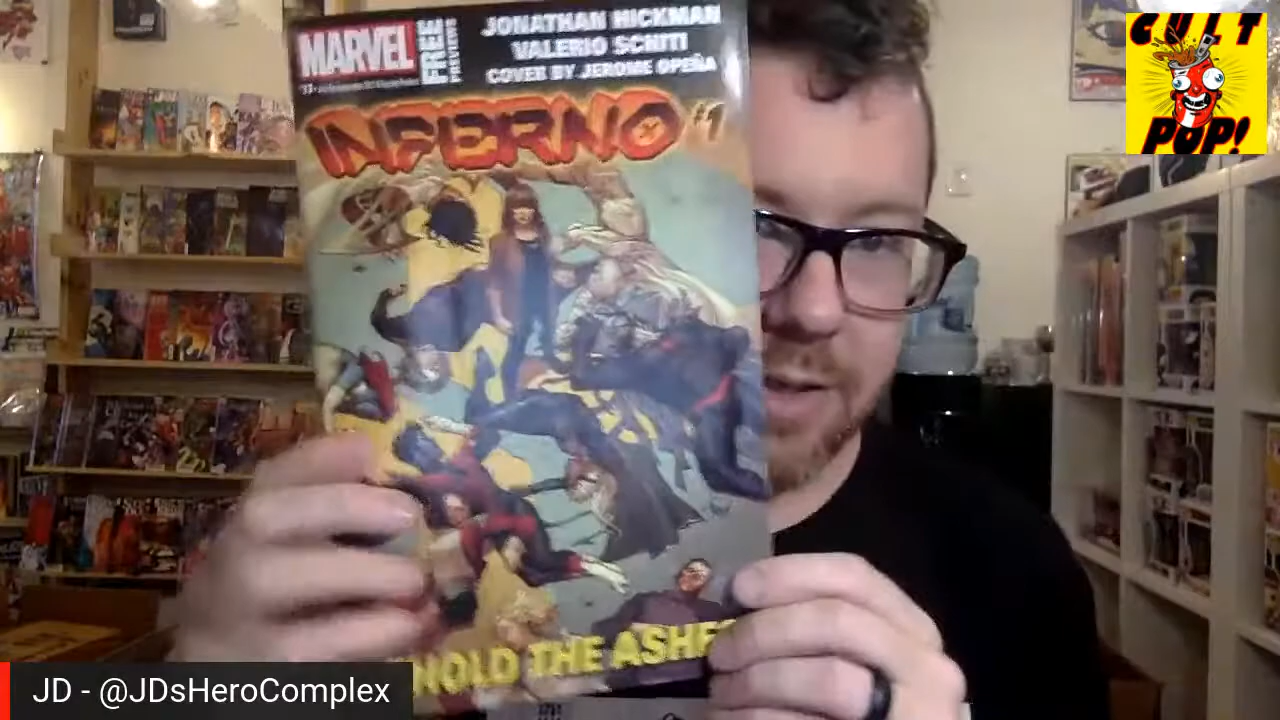 MARVEL
FREE
PREVIEWS
JONATHAN HICKMAN
VALERIO SCHITI
COVER BY JEROME OPEÑA
INFERNO #1
THE ASHES
CULT
POP!
JD - @JDsHeroComplex